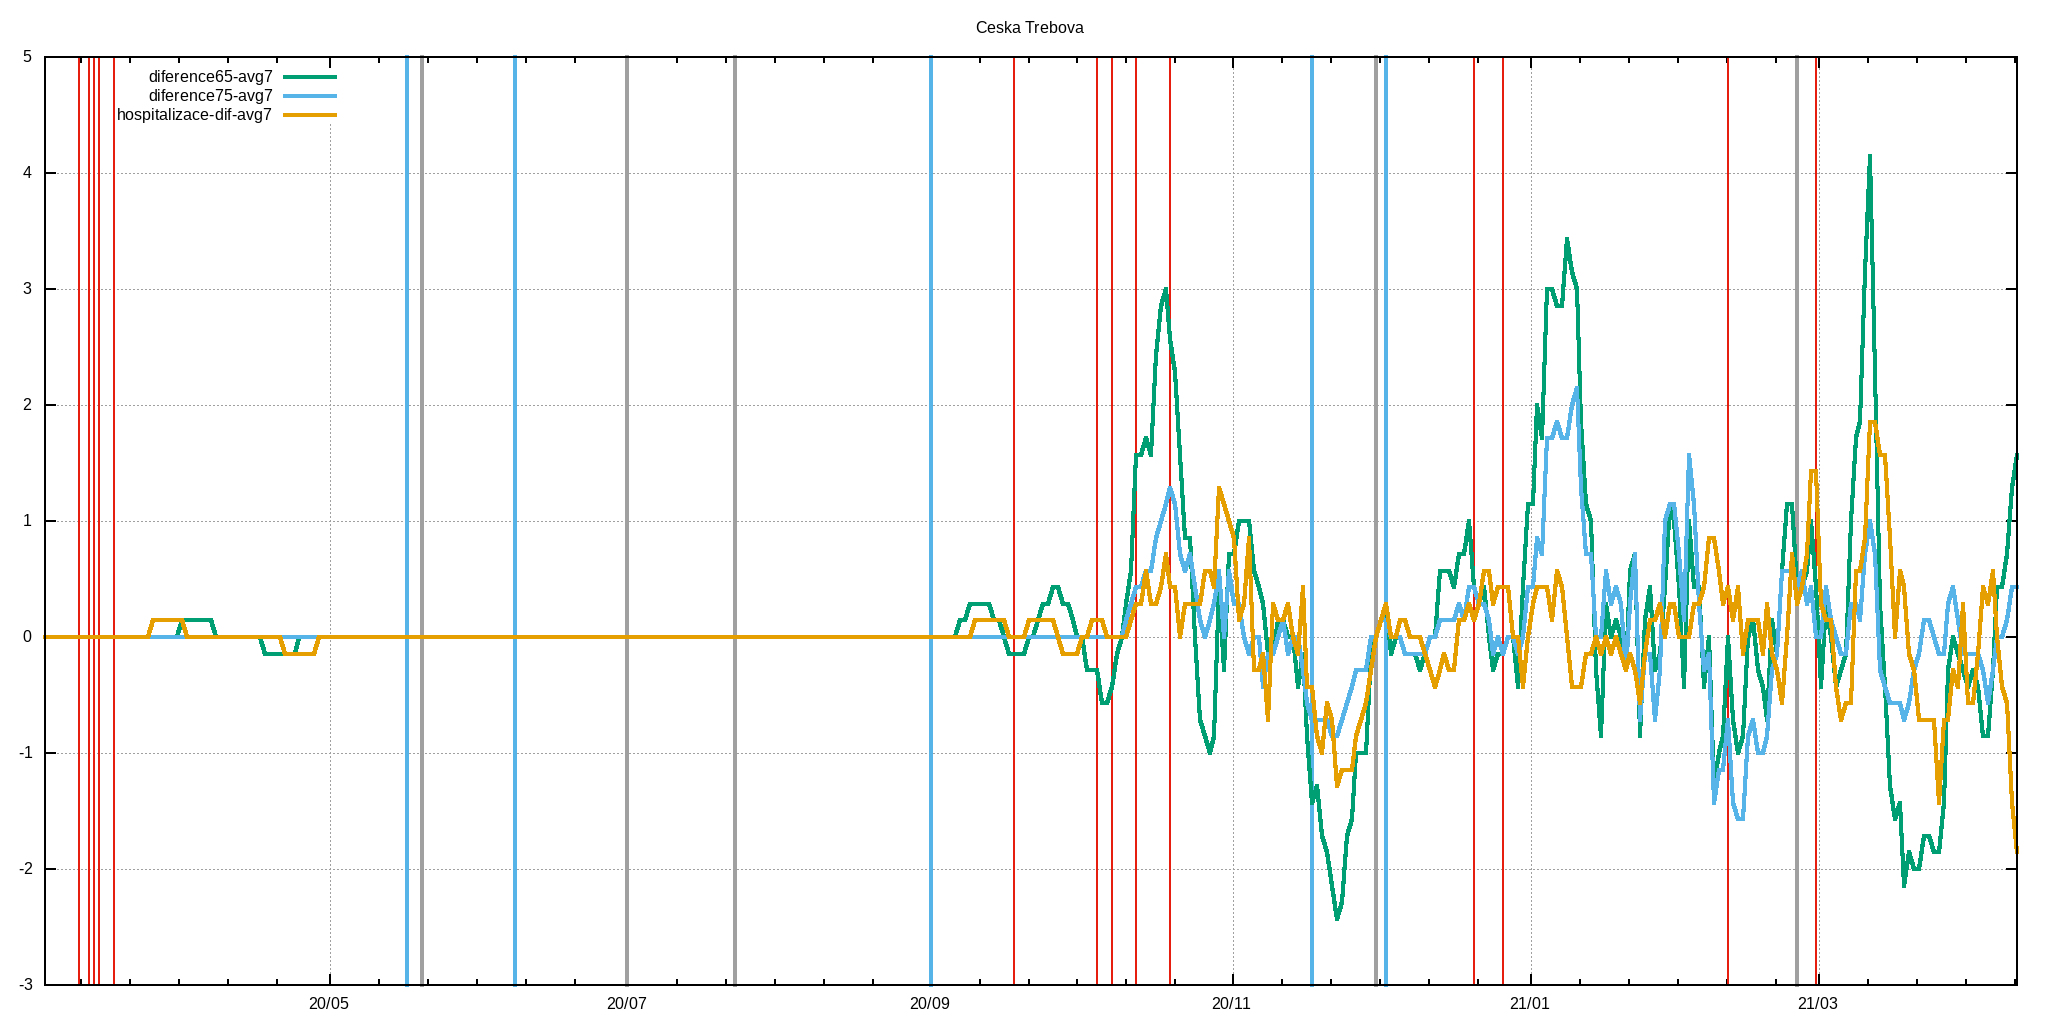 Ceska Trebova
5
4
3
2
1
0
-1
-2
-3
diference65-avg7
diference75-avg7
hospitalizace-dif-avg7
20/05 20/07 20/09 20/11 21/01 21/03